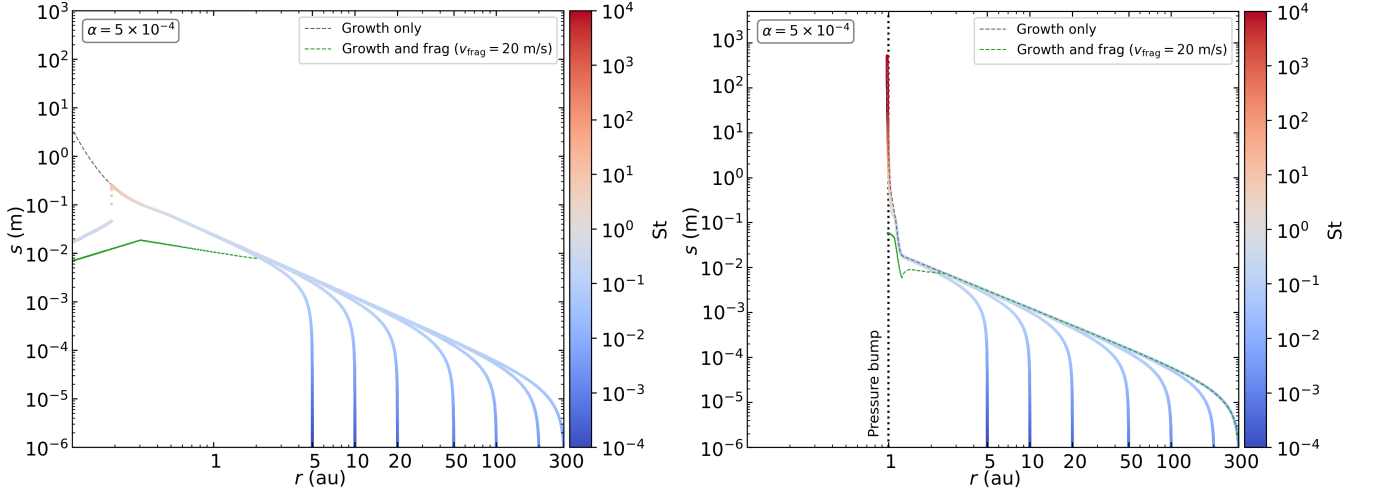 α = 5 × 10⁻⁴
Growth only
Growth and frag (v_frag = 20 m/s)
10³
10²
10¹
10⁰
10⁻¹
10⁻²
10⁻³
10⁻⁴
10⁻⁵
10⁻⁶
s (m)
1 5 10 20 50 100 300
r (au)
10⁴
10³
10²
10¹
10⁰
10⁻¹
10⁻²
10⁻³
10⁻⁴
St
α = 5 × 10⁻⁴
Growth only
Growth and frag (v_frag = 20 m/s)
10³
10²
10¹
10⁰
10⁻¹
10⁻²
10⁻³
10⁻⁴
10⁻⁵
10⁻⁶
s (m)
Pressure bump
1 5 10 20 50 100 300
r (au)
10⁴
10³
10²
10¹
10⁰
10⁻¹
10⁻²
10⁻³
10⁻⁴
St